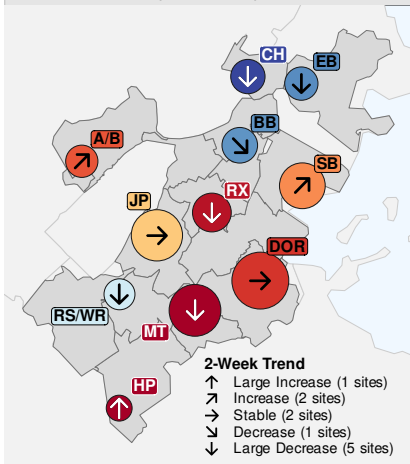 CH
EB
BB
A/B
SB
RX
JP
DOR
RS/WR
MT
HP
2-Week Trend
↑ Large Increase (1 sites)
↗ Increase (2 sites)
→ Stable (2 sites)
↘ Decrease (1 sites)
↓ Large Decrease (5 sites)